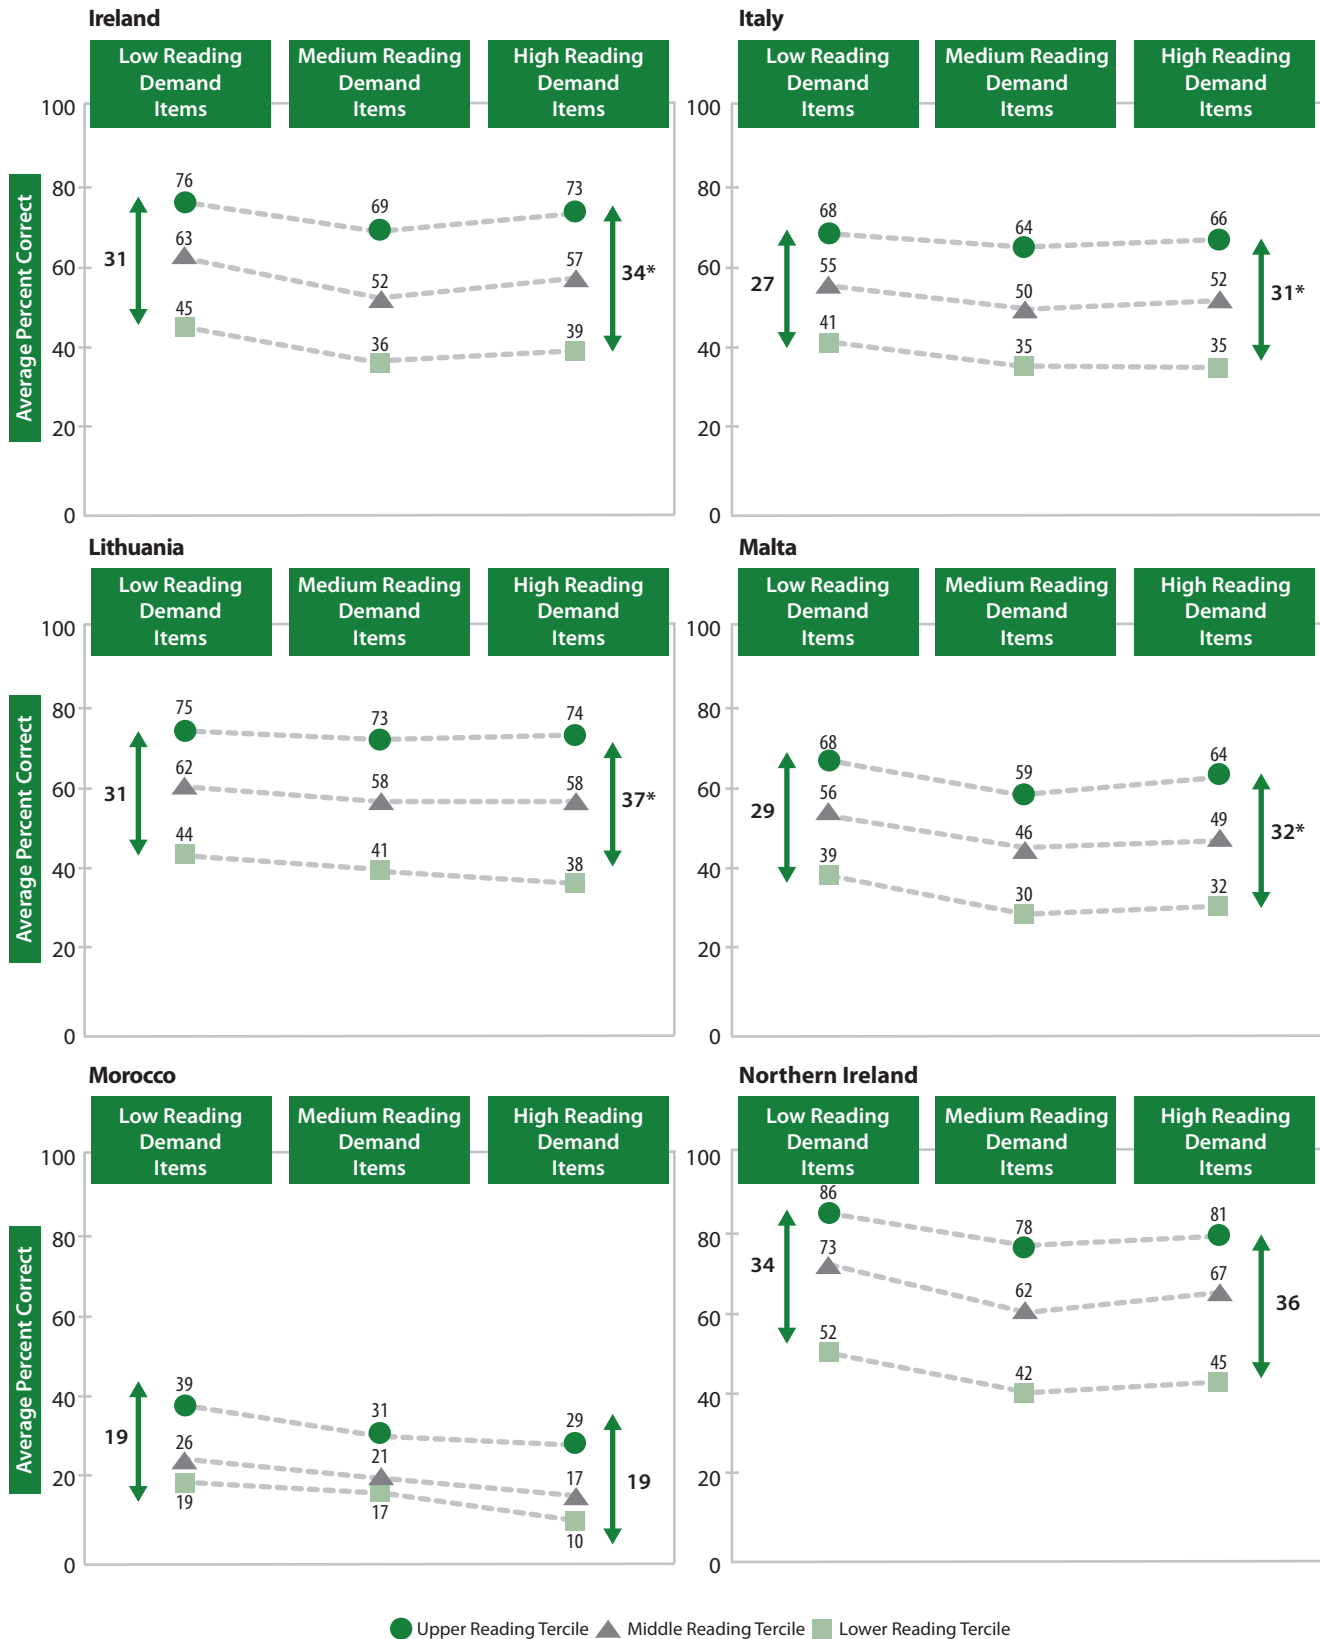 Ireland
Low Reading
Demand
Items
Medium Reading
Demand
Items
High Reading
Demand
Items
Average Percent Correct
100
80
60
40
20
0
76
69
73
63
52
57
45
36
39
31
34*
Italy
Low Reading
Demand
Items
Medium Reading
Demand
Items
High Reading
Demand
Items
100
80
60
40
20
0
68
64
66
55
50
52
41
35
35
27
31*
Lithuania
Low Reading
Demand
Items
Medium Reading
Demand
Items
High Reading
Demand
Items
Average Percent Correct
100
80
60
40
20
0
75
73
74
62
58
58
44
41
38
31
37*
Malta
Low Reading
Demand
Items
Medium Reading
Demand
Items
High Reading
Demand
Items
100
80
60
40
20
0
68
59
64
56
46
49
39
30
32
29
32*
Morocco
Low Reading
Demand
Items
Medium Reading
Demand
Items
High Reading
Demand
Items
Average Percent Correct
100
80
60
40
20
0
39
31
29
26
21
17
19
17
10
19
19
Northern Ireland
Low Reading
Demand
Items
Medium Reading
Demand
Items
High Reading
Demand
Items
100
80
60
40
20
0
86
78
81
73
62
67
52
42
45
34
36
Upper Reading Tercile Middle Reading Tercile Lower Reading Tercile